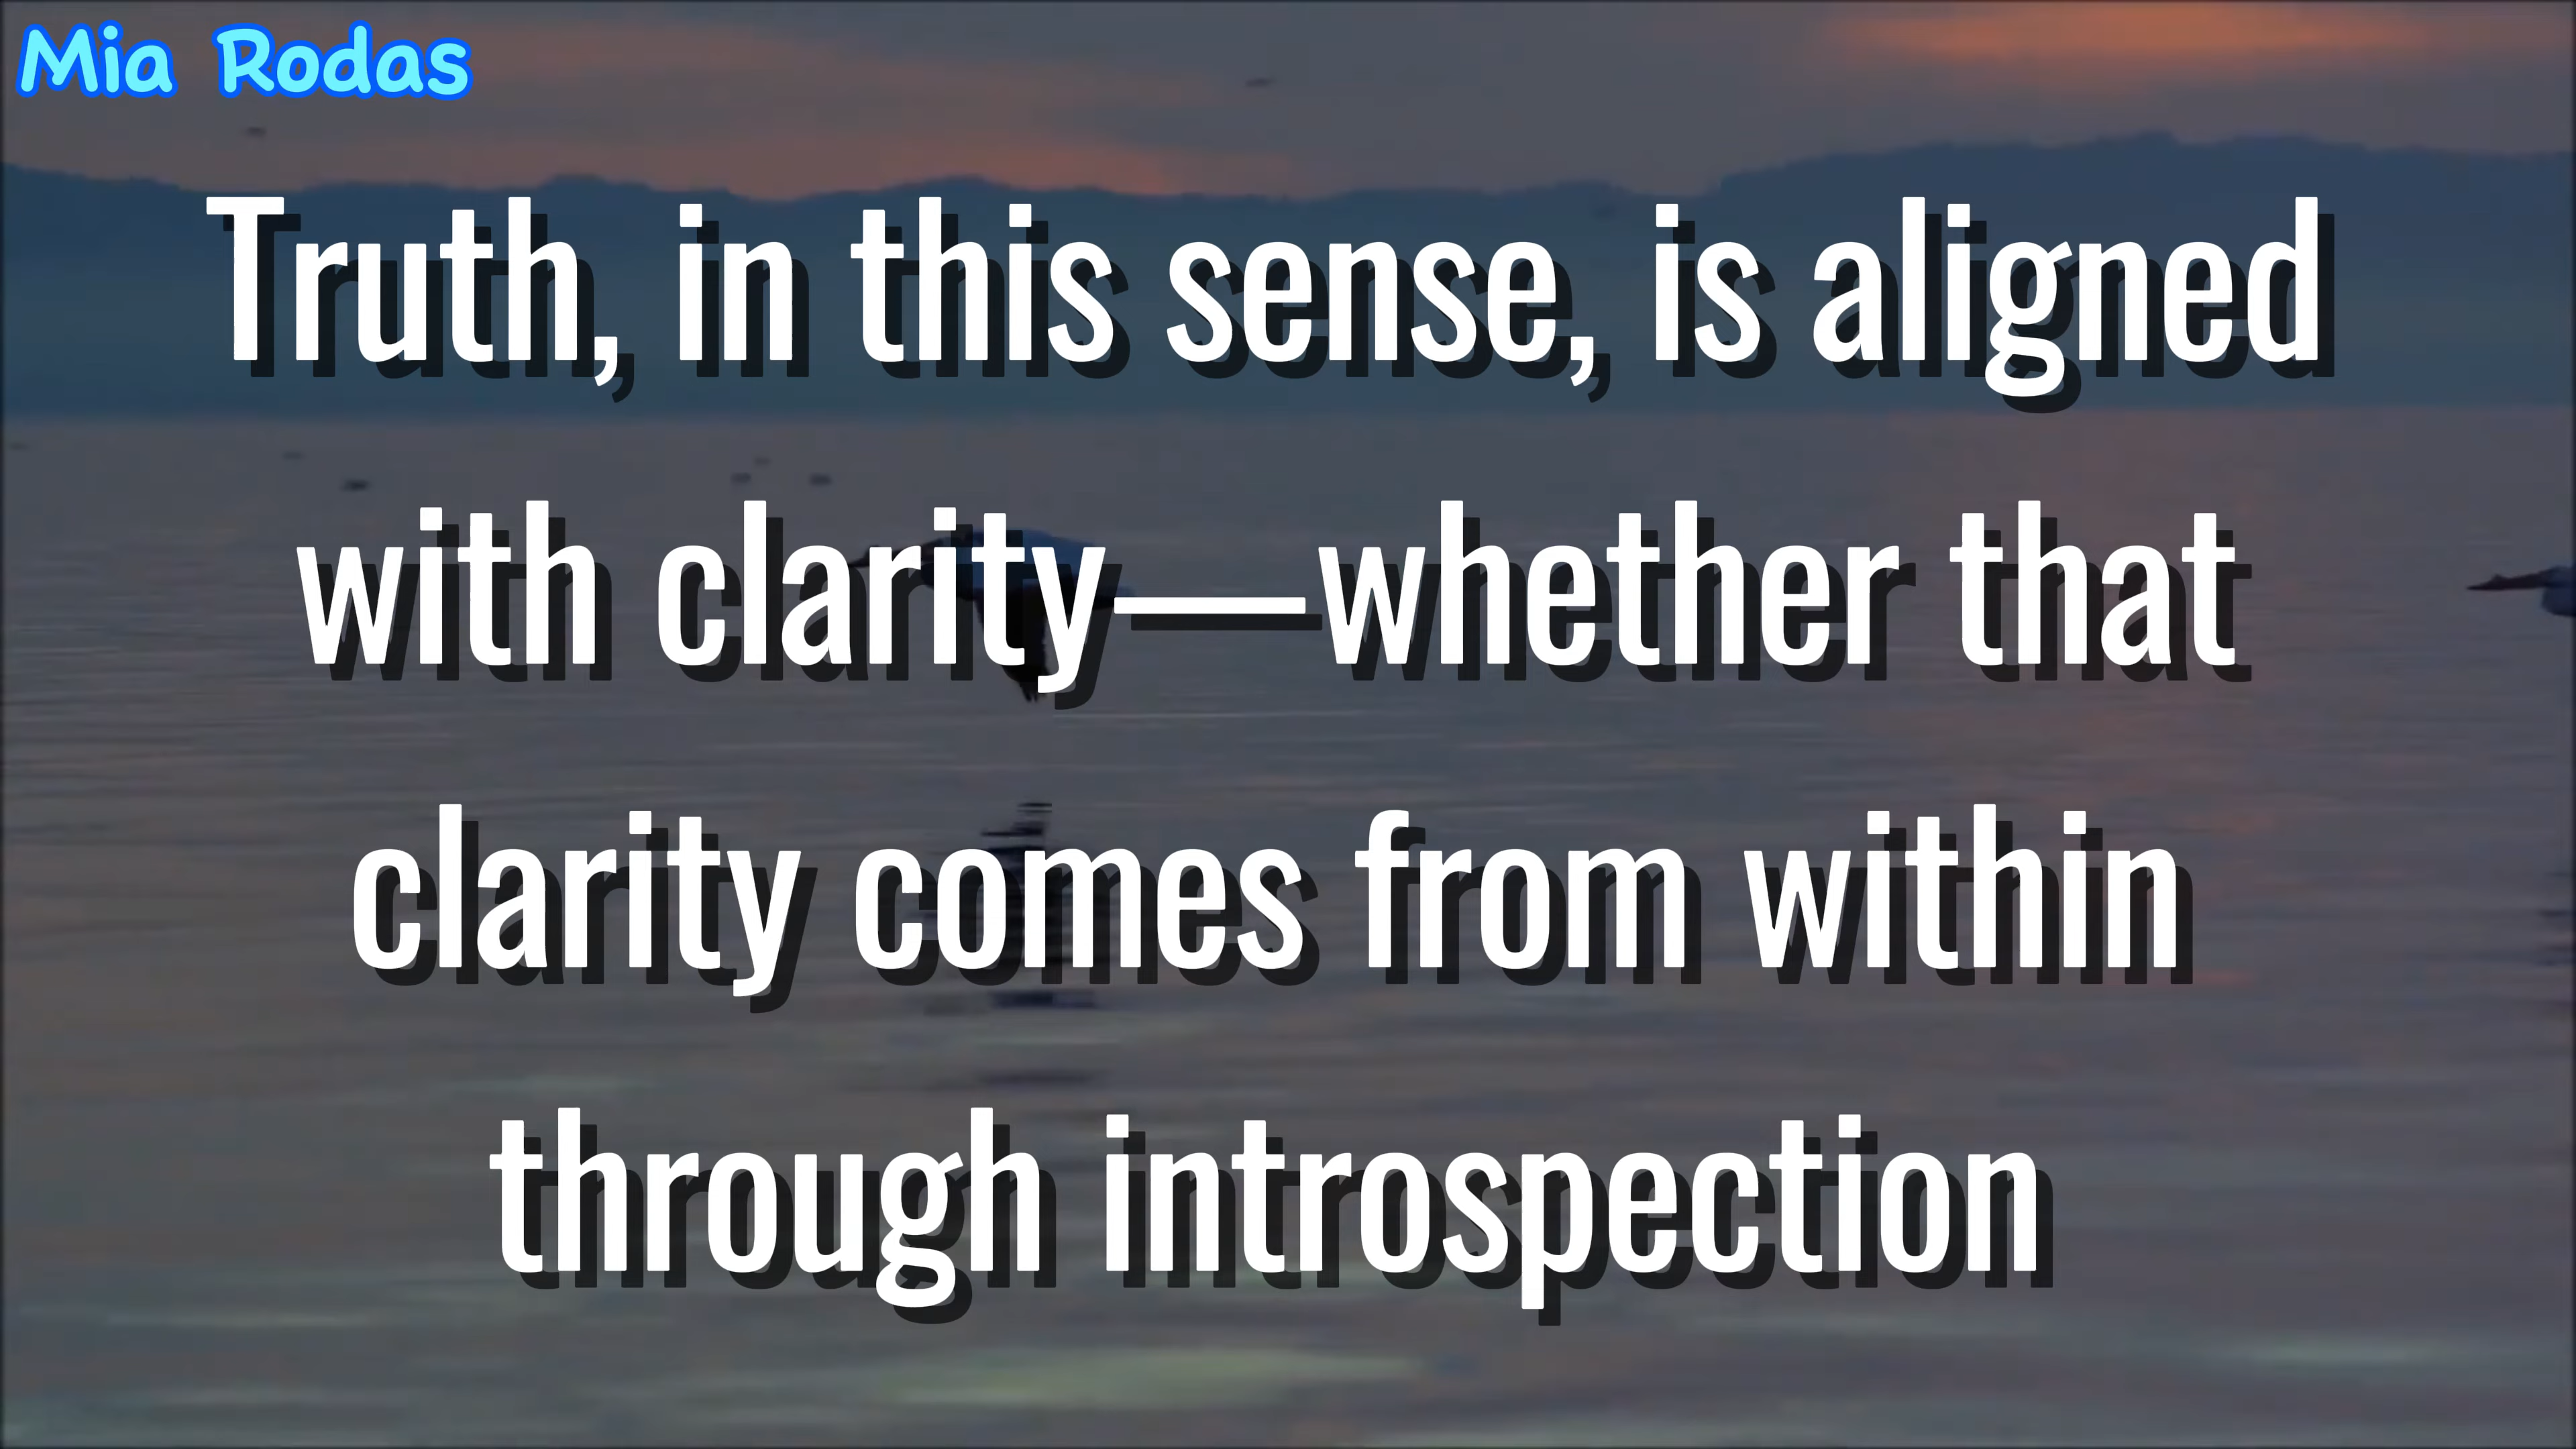 Mia Rodas
Truth, in this sense, is aligned
with clarity—whether that
clarity comes from within
through introspection